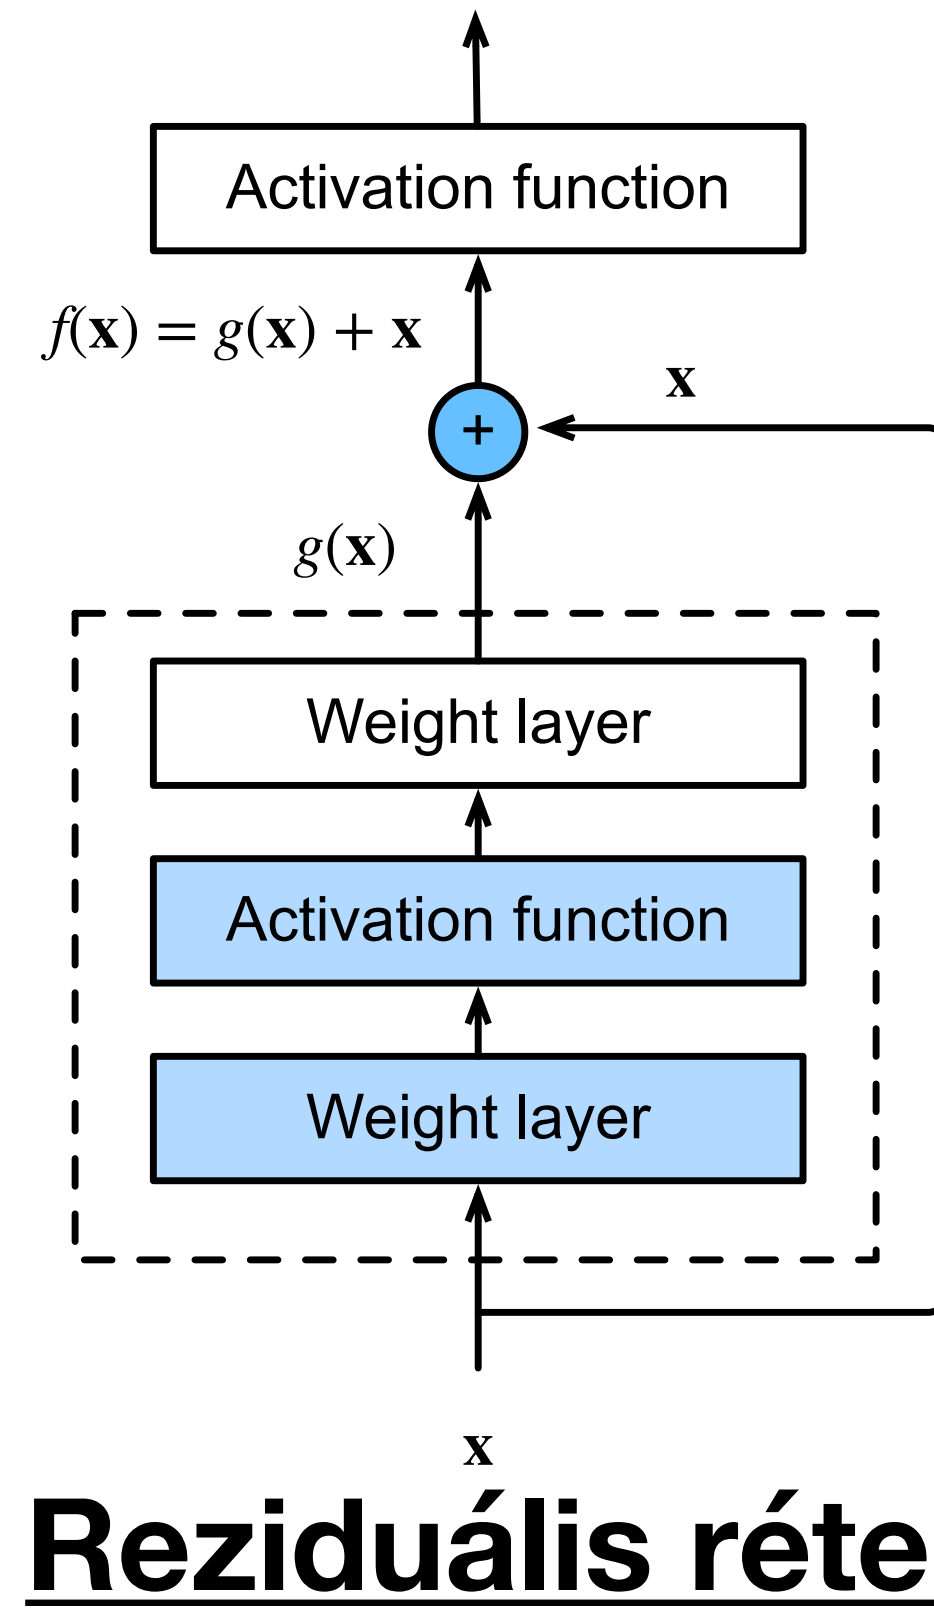 Activation function
f(x) = g(x) + x
x
+
g(x)
Weight layer
Activation function
Weight layer
x
Reziduális réte